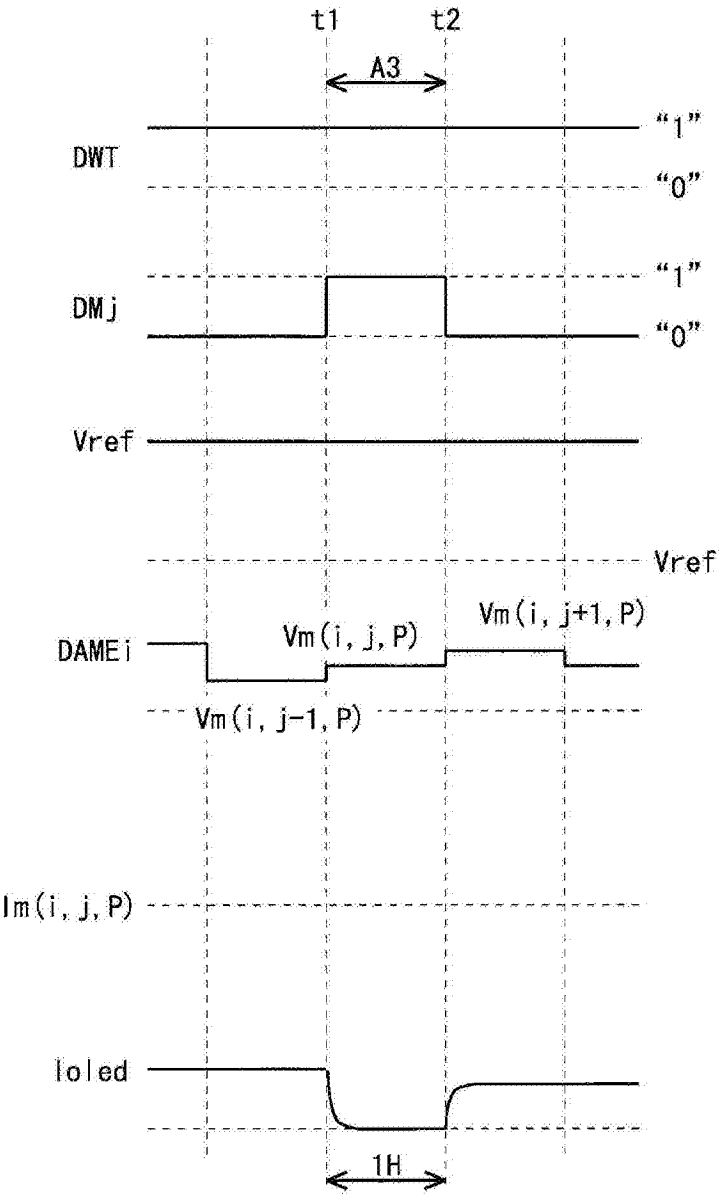 t1 t2
A3
“1”
DWT
“0”
“1”
DMj
“0”
Vref
Vref
Vm(i, j+1, P)
Vm(i, j, P)
DAMEi
Vm(i, j−1, P)
Im(i, j, P)
Ioled
1H